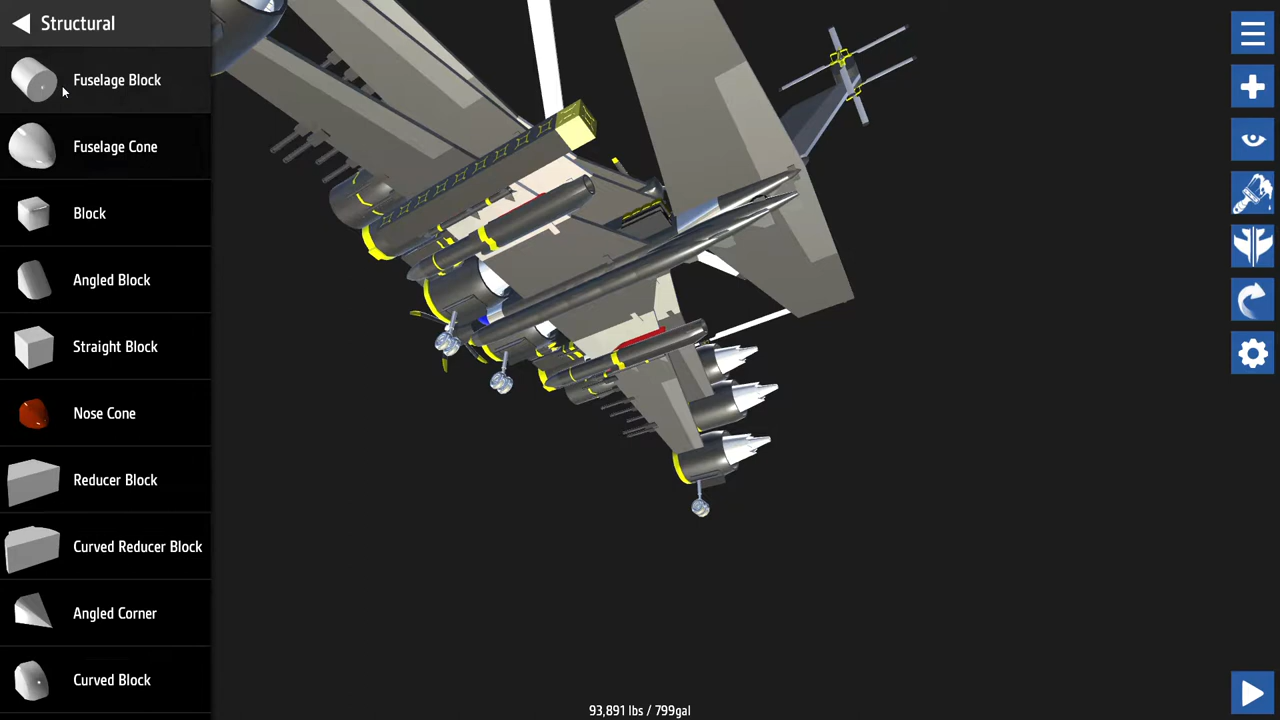 Structural
Fuselage Block
Fuselage Cone
Block
Angled Block
Straight Block
Nose Cone
Reducer Block
Curved Reducer Block
Angled Corner
Curved Block
93,891 lbs / 799gal